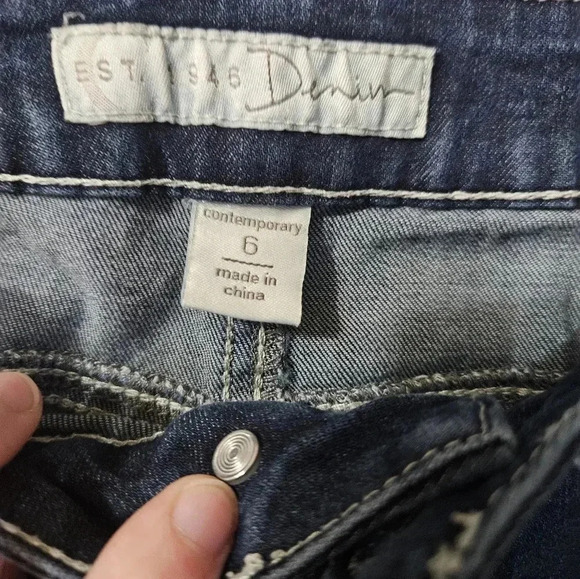 EST. 1946 Denim
contemporary
6
made in
china